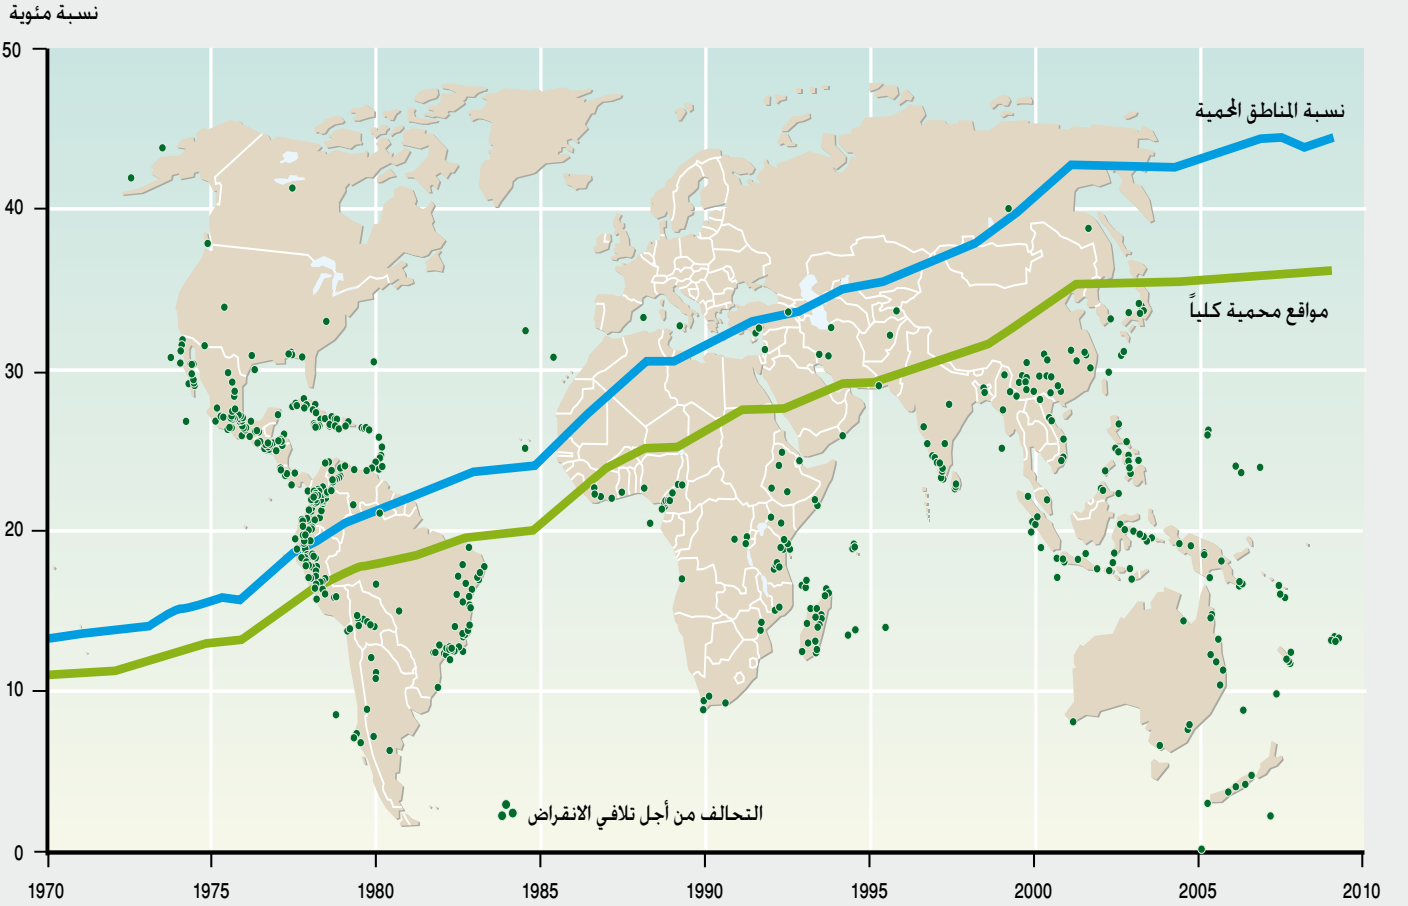 نسبة مئوية
50
نسبة المناطق المحمية
40
مواقع محمية كلياً
30
20
10
التحالف من أجل تلافي الانقراض
0
1970 1975 1980 1985 1990 1995 2000 2005 2010